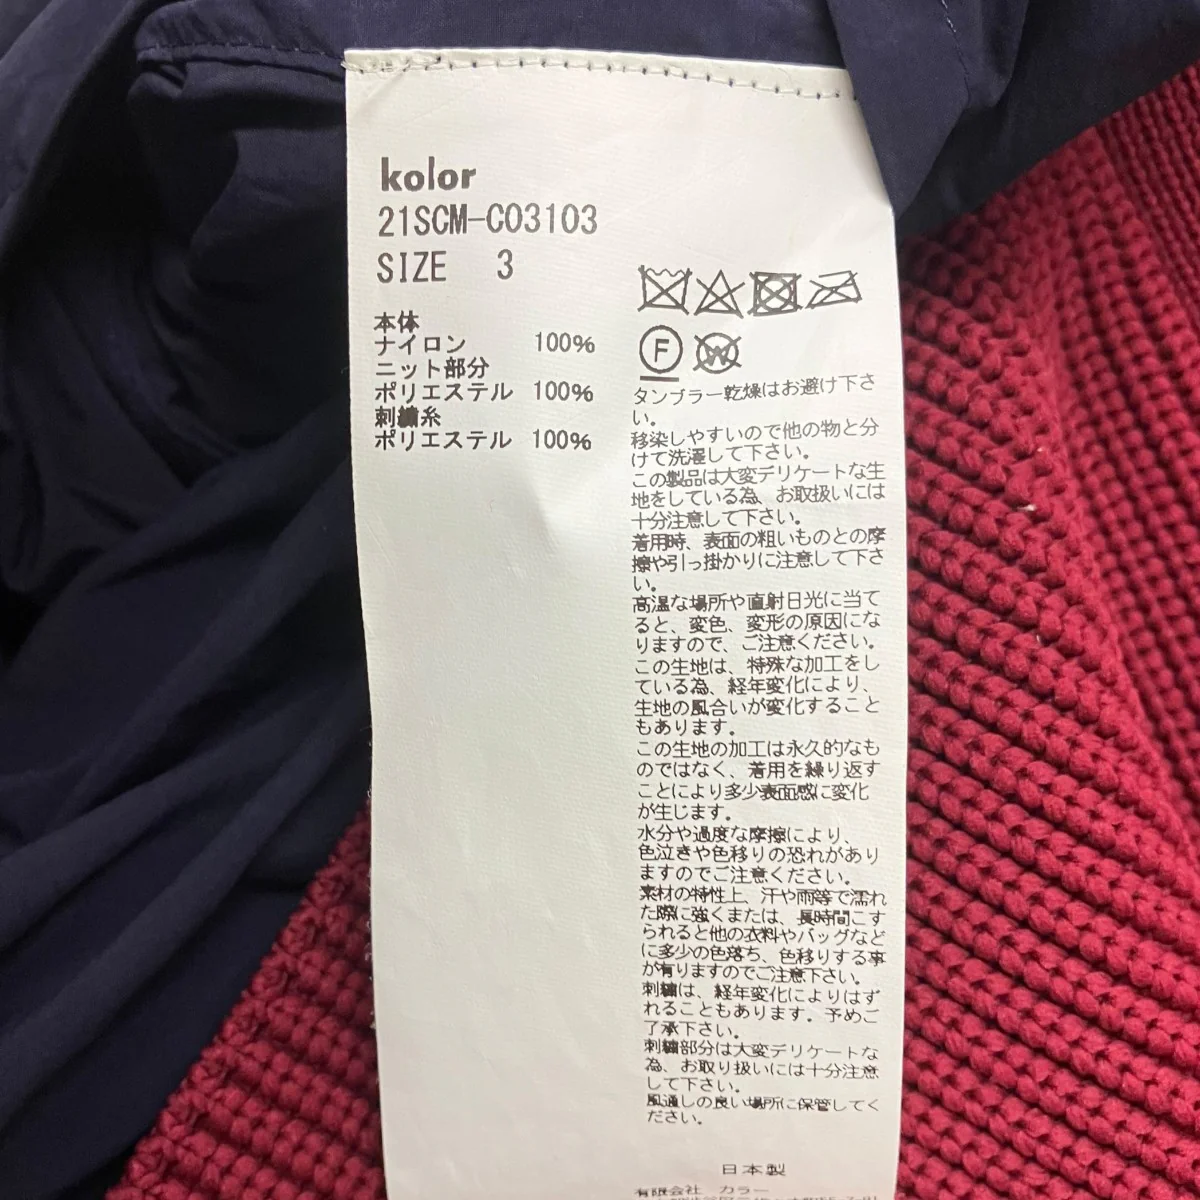 kolor
21SCM-C03103
SIZE 3
本体
ナイロン 100%
ニット部分
ポリエステル 100%
刺繍糸
ポリエステル 100%
F
W
タンブラー乾燥はお避け下さ
い。
移染しやすいので他の物と分
けて洗濯して下さい。
この製品は大変デリケートな生
地をしている為、お取扱いには
十分注意して下さい。
着用時、表面の粗いものとの摩
擦や引っ掛かりに注意して下さ
い。
高温な場所や直射日光に当て
ると、変色、変形の原因にな
りますので、ご注意ください。
この生地は、特殊な加工をし
ている為、経年変化により、
生地の風合いが変化すること
もあります。
この生地の加工は永久的なも
のではなく、着用を繰り返す
ことにより多少表面感に変化
が生じます。
水分や過度な摩擦により、
色泣きや色移りの恐れがあり
ますのでご注意ください。
素材の特性上、汗や雨等で濡れ
た際に強くまたは、長時間こす
られると他の衣料やバッグなど
に多少の色落ち、色移りする事
が有りますのでご注意下さい。
刺繍は、経年変化によりはず
れることもあります。予めご
了承下さい。
刺繍部分は大変デリケートな
為、お取り扱いには十分注意
して下さい。
風通しの良い場所に保管してく
ださい。
日本製
有限会社 カラー